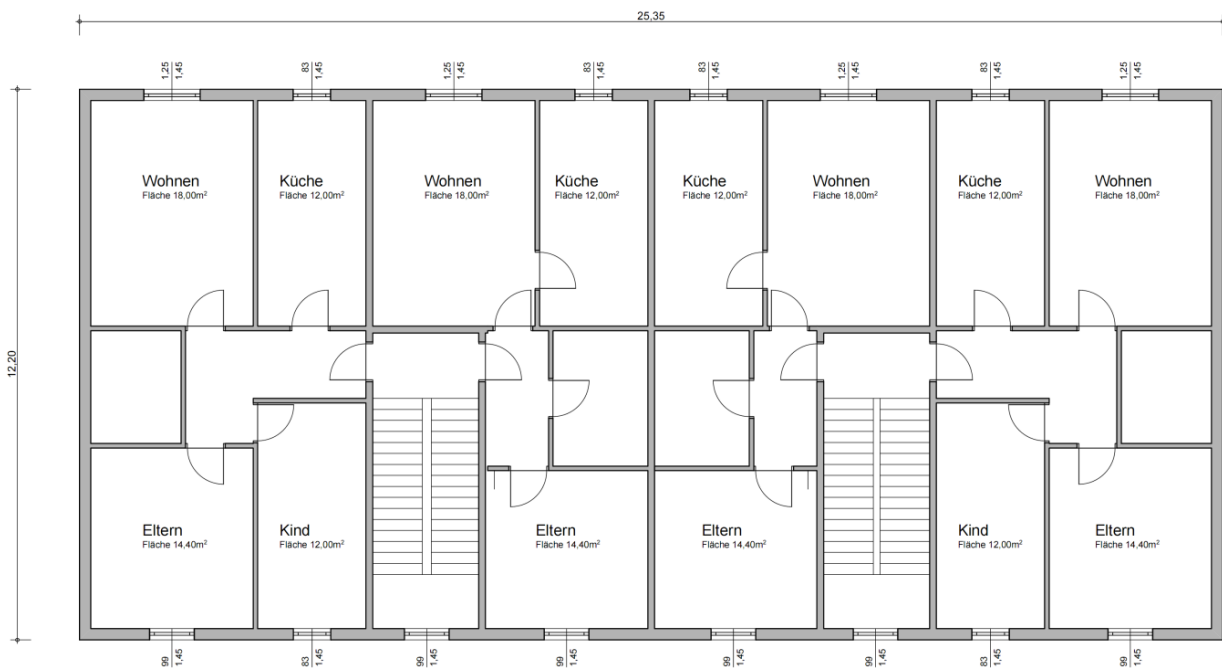 25,35
1,25
1,45
83
1,45
1,25
1,45
83
1,45
83
1,45
1,25
1,45
83
1,45
1,25
1,45
12,20
Wohnen
Fläche 18,00m²
Küche
Fläche 12,00m²
Wohnen
Fläche 18,00m²
Küche
Fläche 12,00m²
Küche
Fläche 12,00m²
Wohnen
Fläche 18,00m²
Küche
Fläche 12,00m²
Wohnen
Fläche 18,00m²
Eltern
Fläche 14,40m²
Kind
Fläche 12,00m²
Eltern
Fläche 14,40m²
Eltern
Fläche 14,40m²
Kind
Fläche 12,00m²
Eltern
Fläche 14,40m²
99
1,45
83
1,45
99
1,45
99
1,45
99
1,45
99
1,45
83
1,45
99
1,45